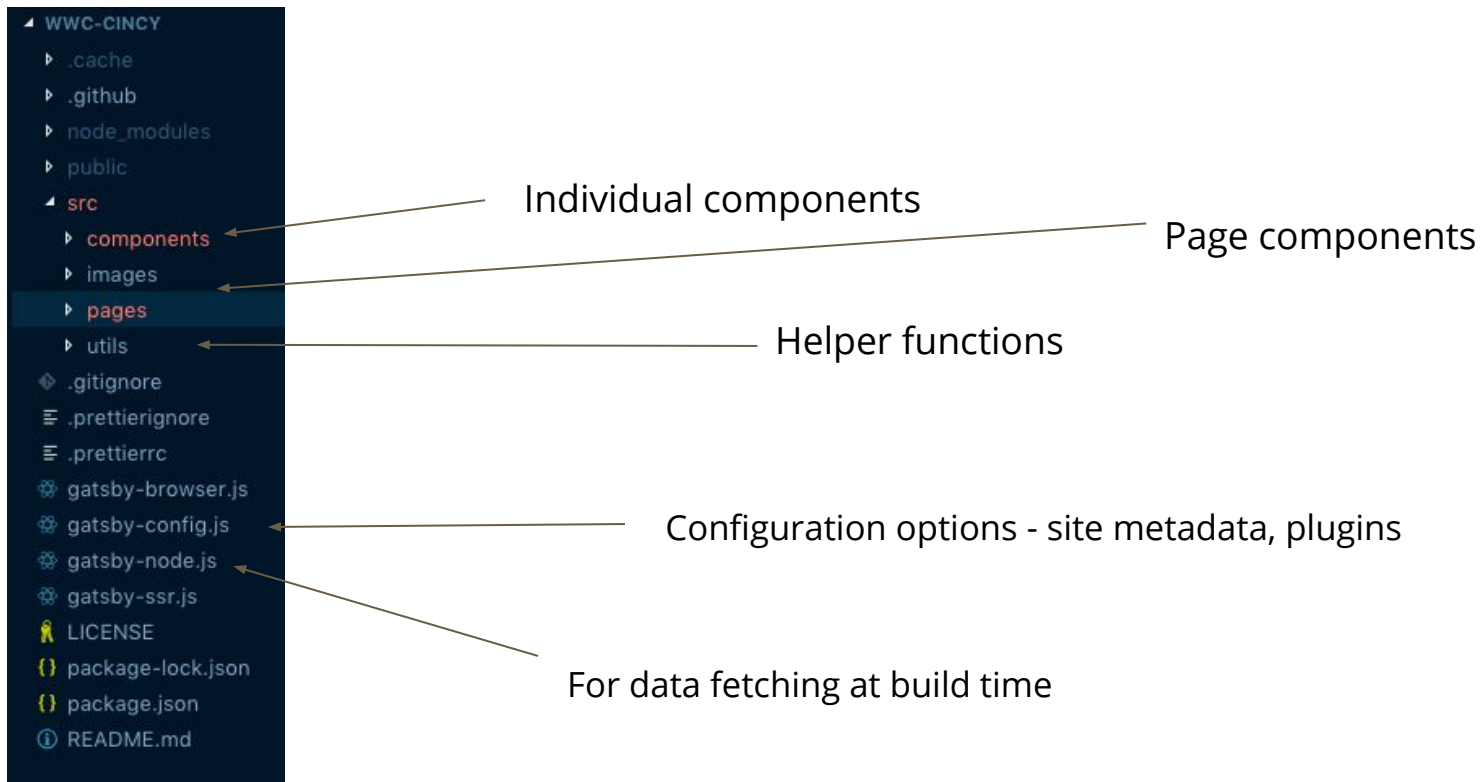 WWC-CINCY
.cache
.github
node_modules
public
src
components
images
pages
utils
.gitignore
.prettierignore
.prettierrc
gatsby-browser.js
gatsby-config.js
gatsby-node.js
gatsby-ssr.js
LICENSE
{} package-lock.json
{} package.json
README.md
Individual components
Page components
Helper functions
Configuration options - site metadata, plugins
For data fetching at build time